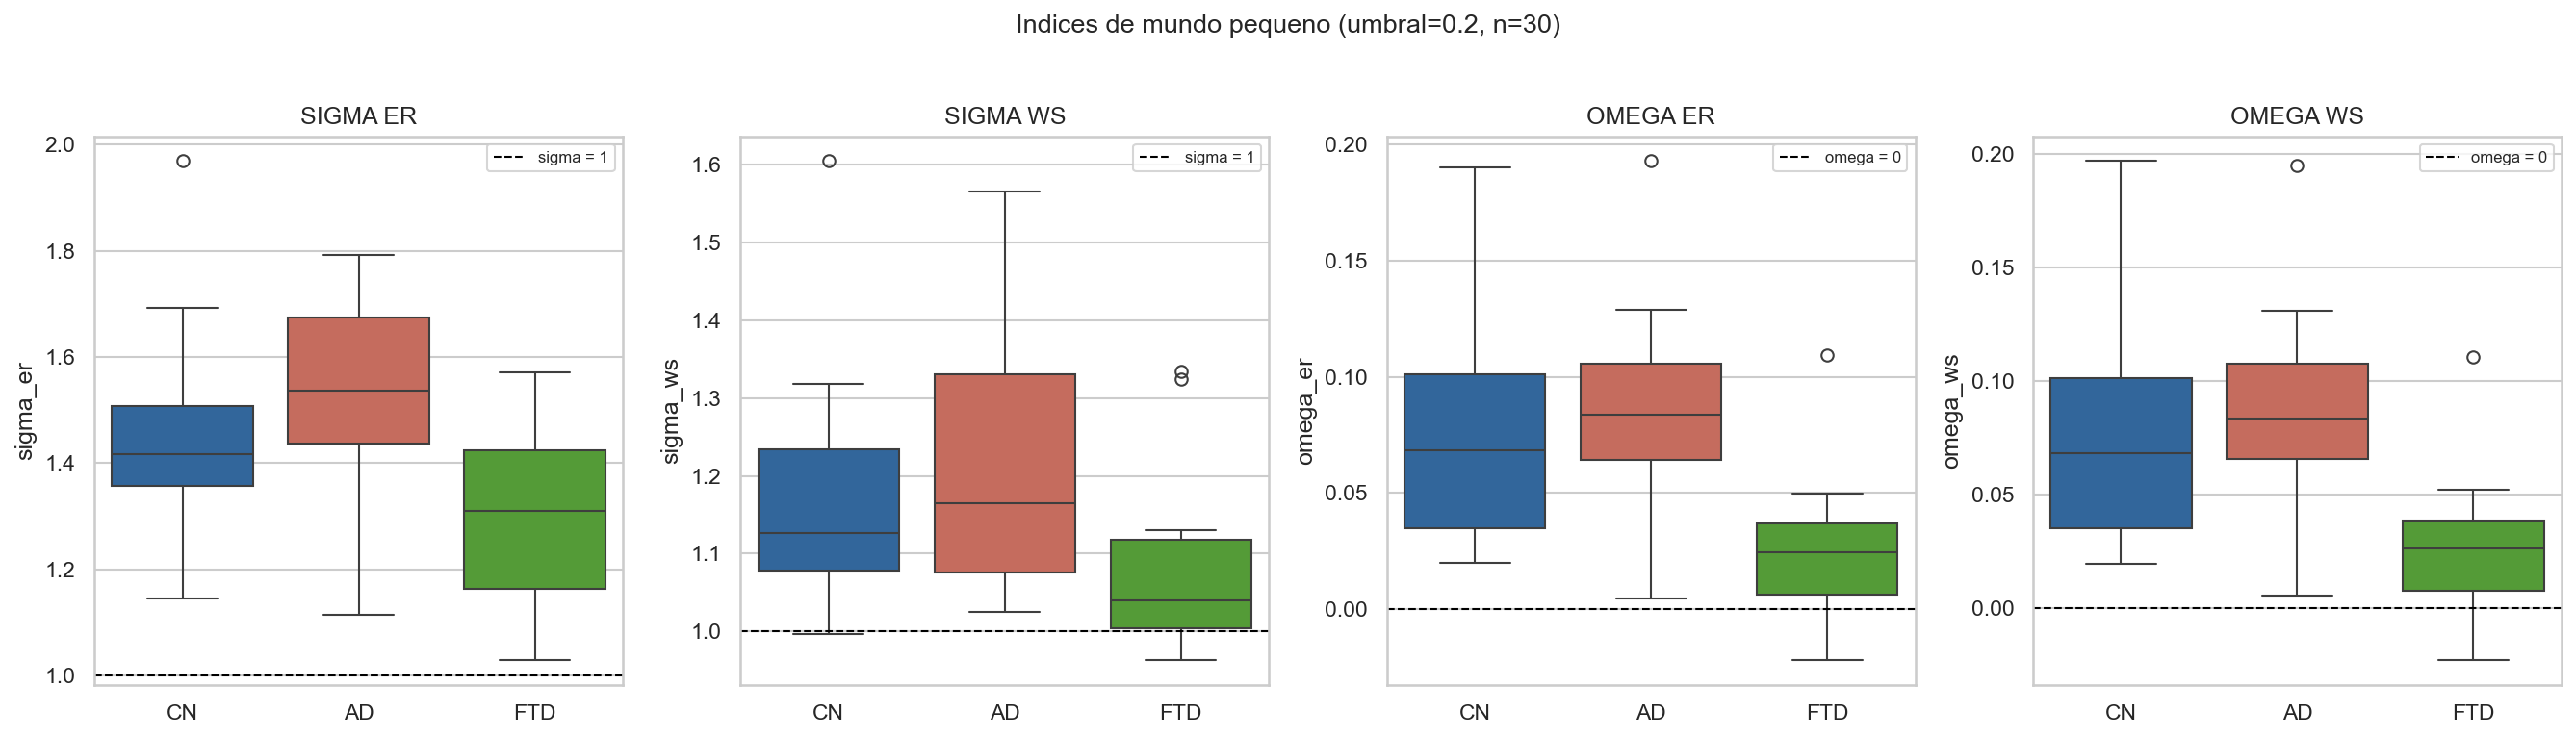 Indices de mundo pequeno (umbral=0.2, n=30)
SIGMA ER
sigma_er
2.0
1.8
1.6
1.4
1.2
1.0
sigma = 1
CN AD FTD
SIGMA WS
sigma_ws
1.6
1.5
1.4
1.3
1.2
1.1
1.0
sigma = 1
CN AD FTD
OMEGA ER
omega_er
0.20
0.15
0.10
0.05
0.00
omega = 0
CN AD FTD
OMEGA WS
omega_ws
0.20
0.15
0.10
0.05
0.00
omega = 0
CN AD FTD